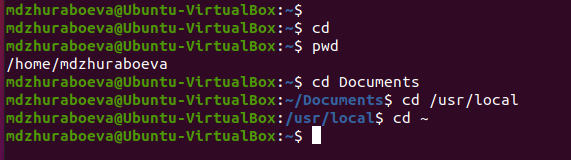 mdzhuraboeva@Ubuntu-VirtualBox:~$
mdzhuraboeva@Ubuntu-VirtualBox:~$ cd
mdzhuraboeva@Ubuntu-VirtualBox:~$ pwd
/home/mdzhuraboeva
mdzhuraboeva@Ubuntu-VirtualBox:~$ cd Documents
mdzhuraboeva@Ubuntu-VirtualBox:~/Documents$ cd /usr/local
mdzhuraboeva@Ubuntu-VirtualBox:/usr/local$ cd ~
mdzhuraboeva@Ubuntu-VirtualBox:~$